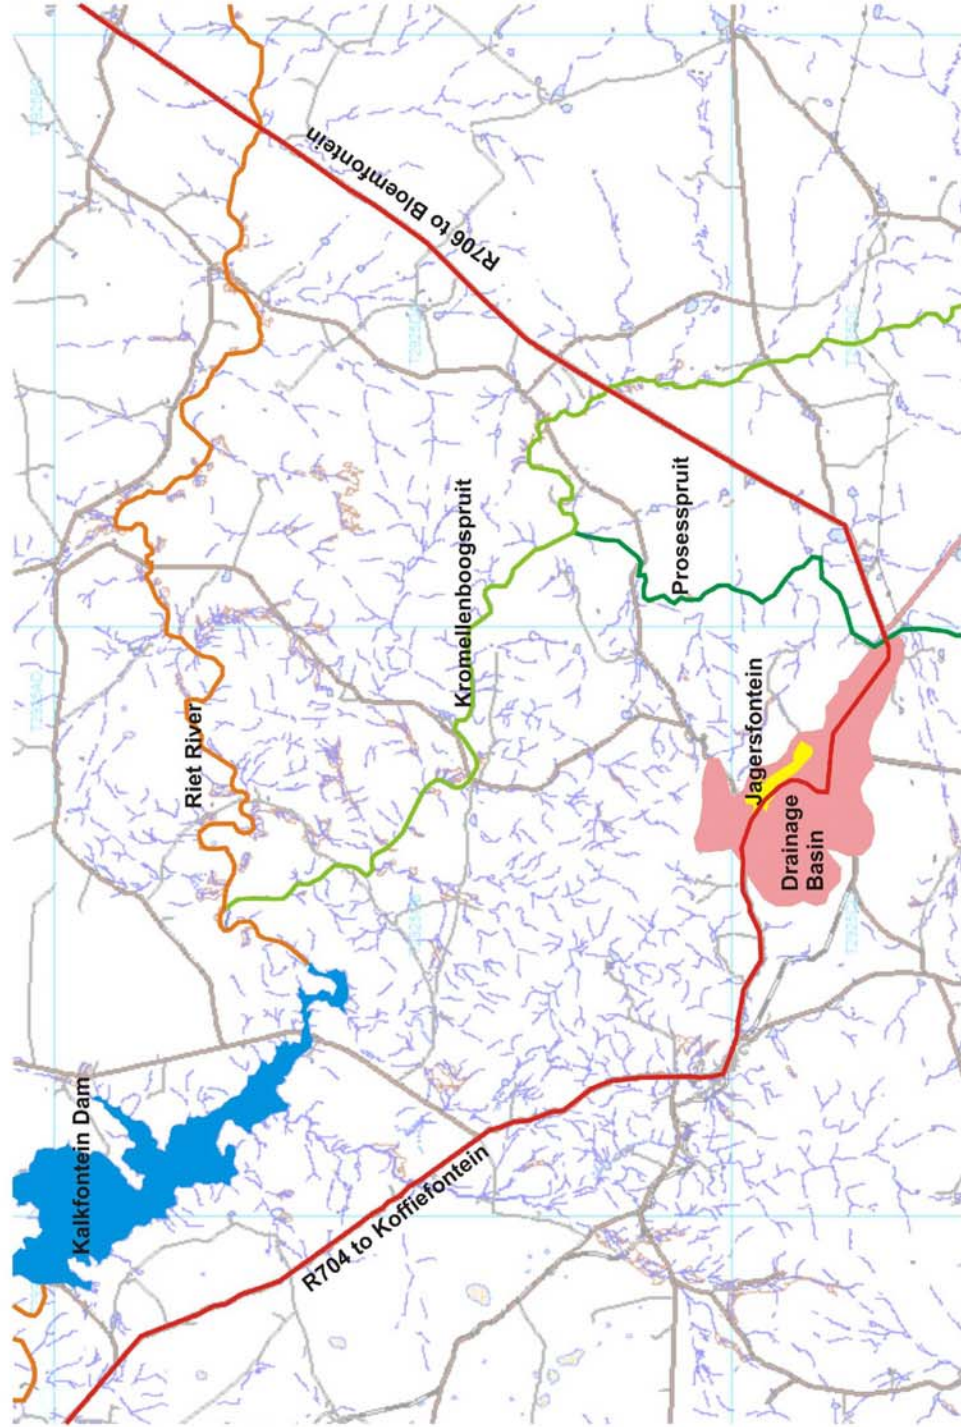 Kalkfontein Dam
Riet River
R704 to Koffiefontein
R706 to Bloemfontein
Kromellenboogspruit
Prosesspruit
Jagersfontein
Drainage
Basin